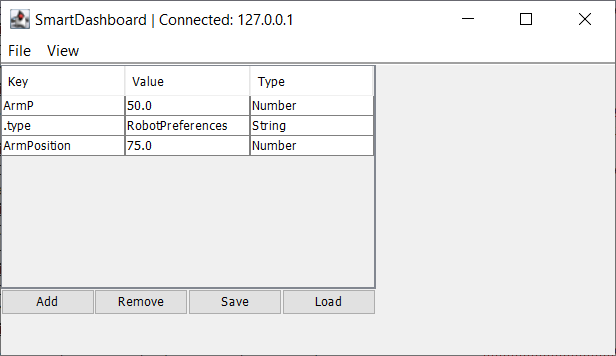 SmartDashboard | Connected: 127.0.0.1
File View
Key Value Type
ArmP 50.0 Number
.type RobotPreferences String
ArmPosition 75.0 Number
Add Remove Save Load